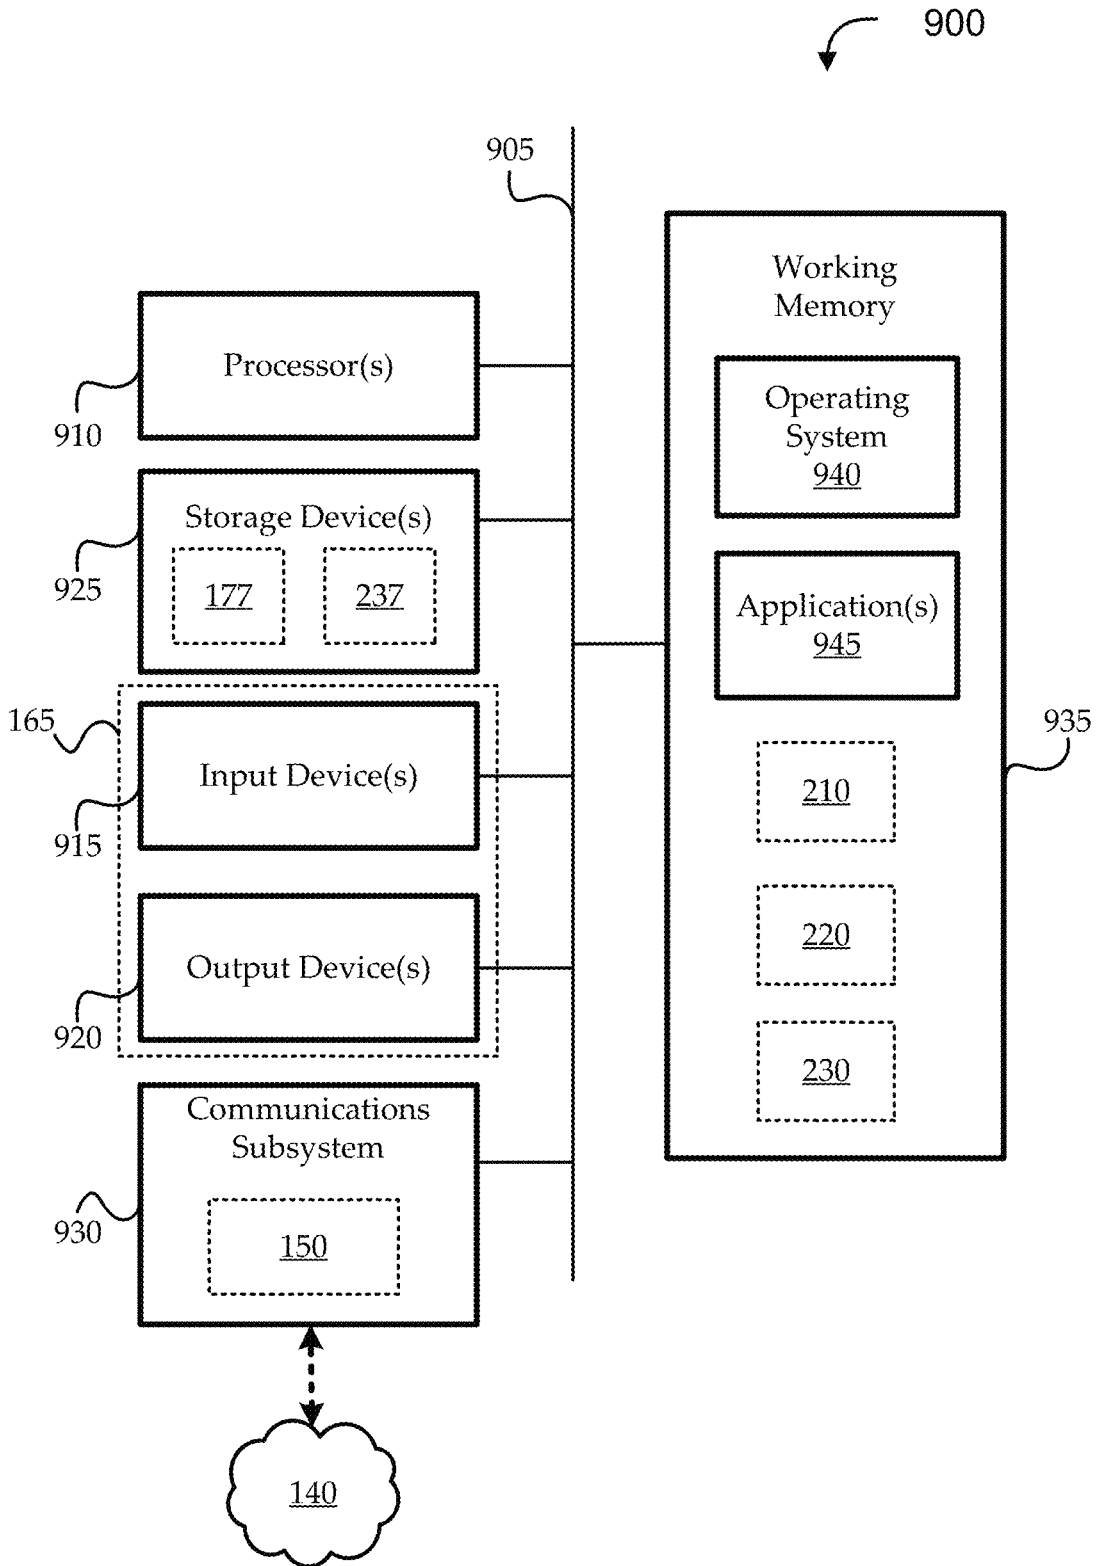 900
905
Working
Memory
Processor(s)
910
Operating
System
940
Storage Device(s)
177
237
925
Application(s)
945
165
935
Input Device(s)
915
210
Output Device(s)
920
220
230
Communications
Subsystem
930
150
140